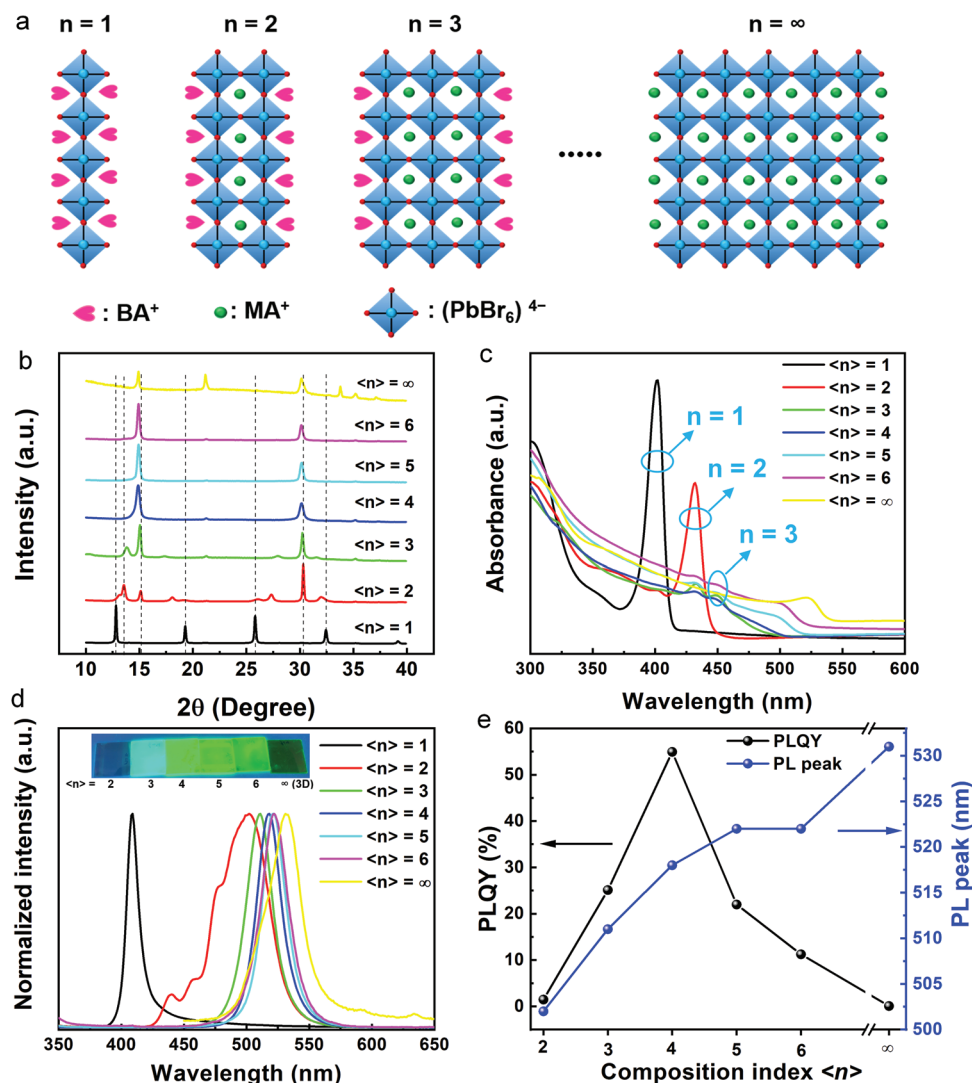 a
n = 1 n = 2 n = 3 n = ∞
.....
: BA⁺ : MA⁺ : (PbBr₆) ⁴⁻
b
<n> = ∞
<n> = 6
<n> = 5
<n> = 4
<n> = 3
<n> = 2
<n> = 1
Intensity (a.u.)
10 15 20 25 30 35 40
2θ (Degree)
c
<n> = 1
<n> = 2
<n> = 3
<n> = 4
<n> = 5
<n> = 6
<n> = ∞
n = 1
n = 2
n = 3
Absorbance (a.u.)
300 350 400 450 500 550 600
Wavelength (nm)
d
<n> = 2 3 4 5 6 ∞ (3D)
<n> = 1
<n> = 2
<n> = 3
<n> = 4
<n> = 5
<n> = 6
<n> = ∞
Normalized intensity (a.u.)
350 400 450 500 550 600 650
Wavelength (nm)
e
PLQY
PL peak
60
50
40
30
20
10
0
PLQY (%)
530
525
520
515
510
505
500
PL peak (nm)
2 3 4 5 6 ∞
Composition index <n>